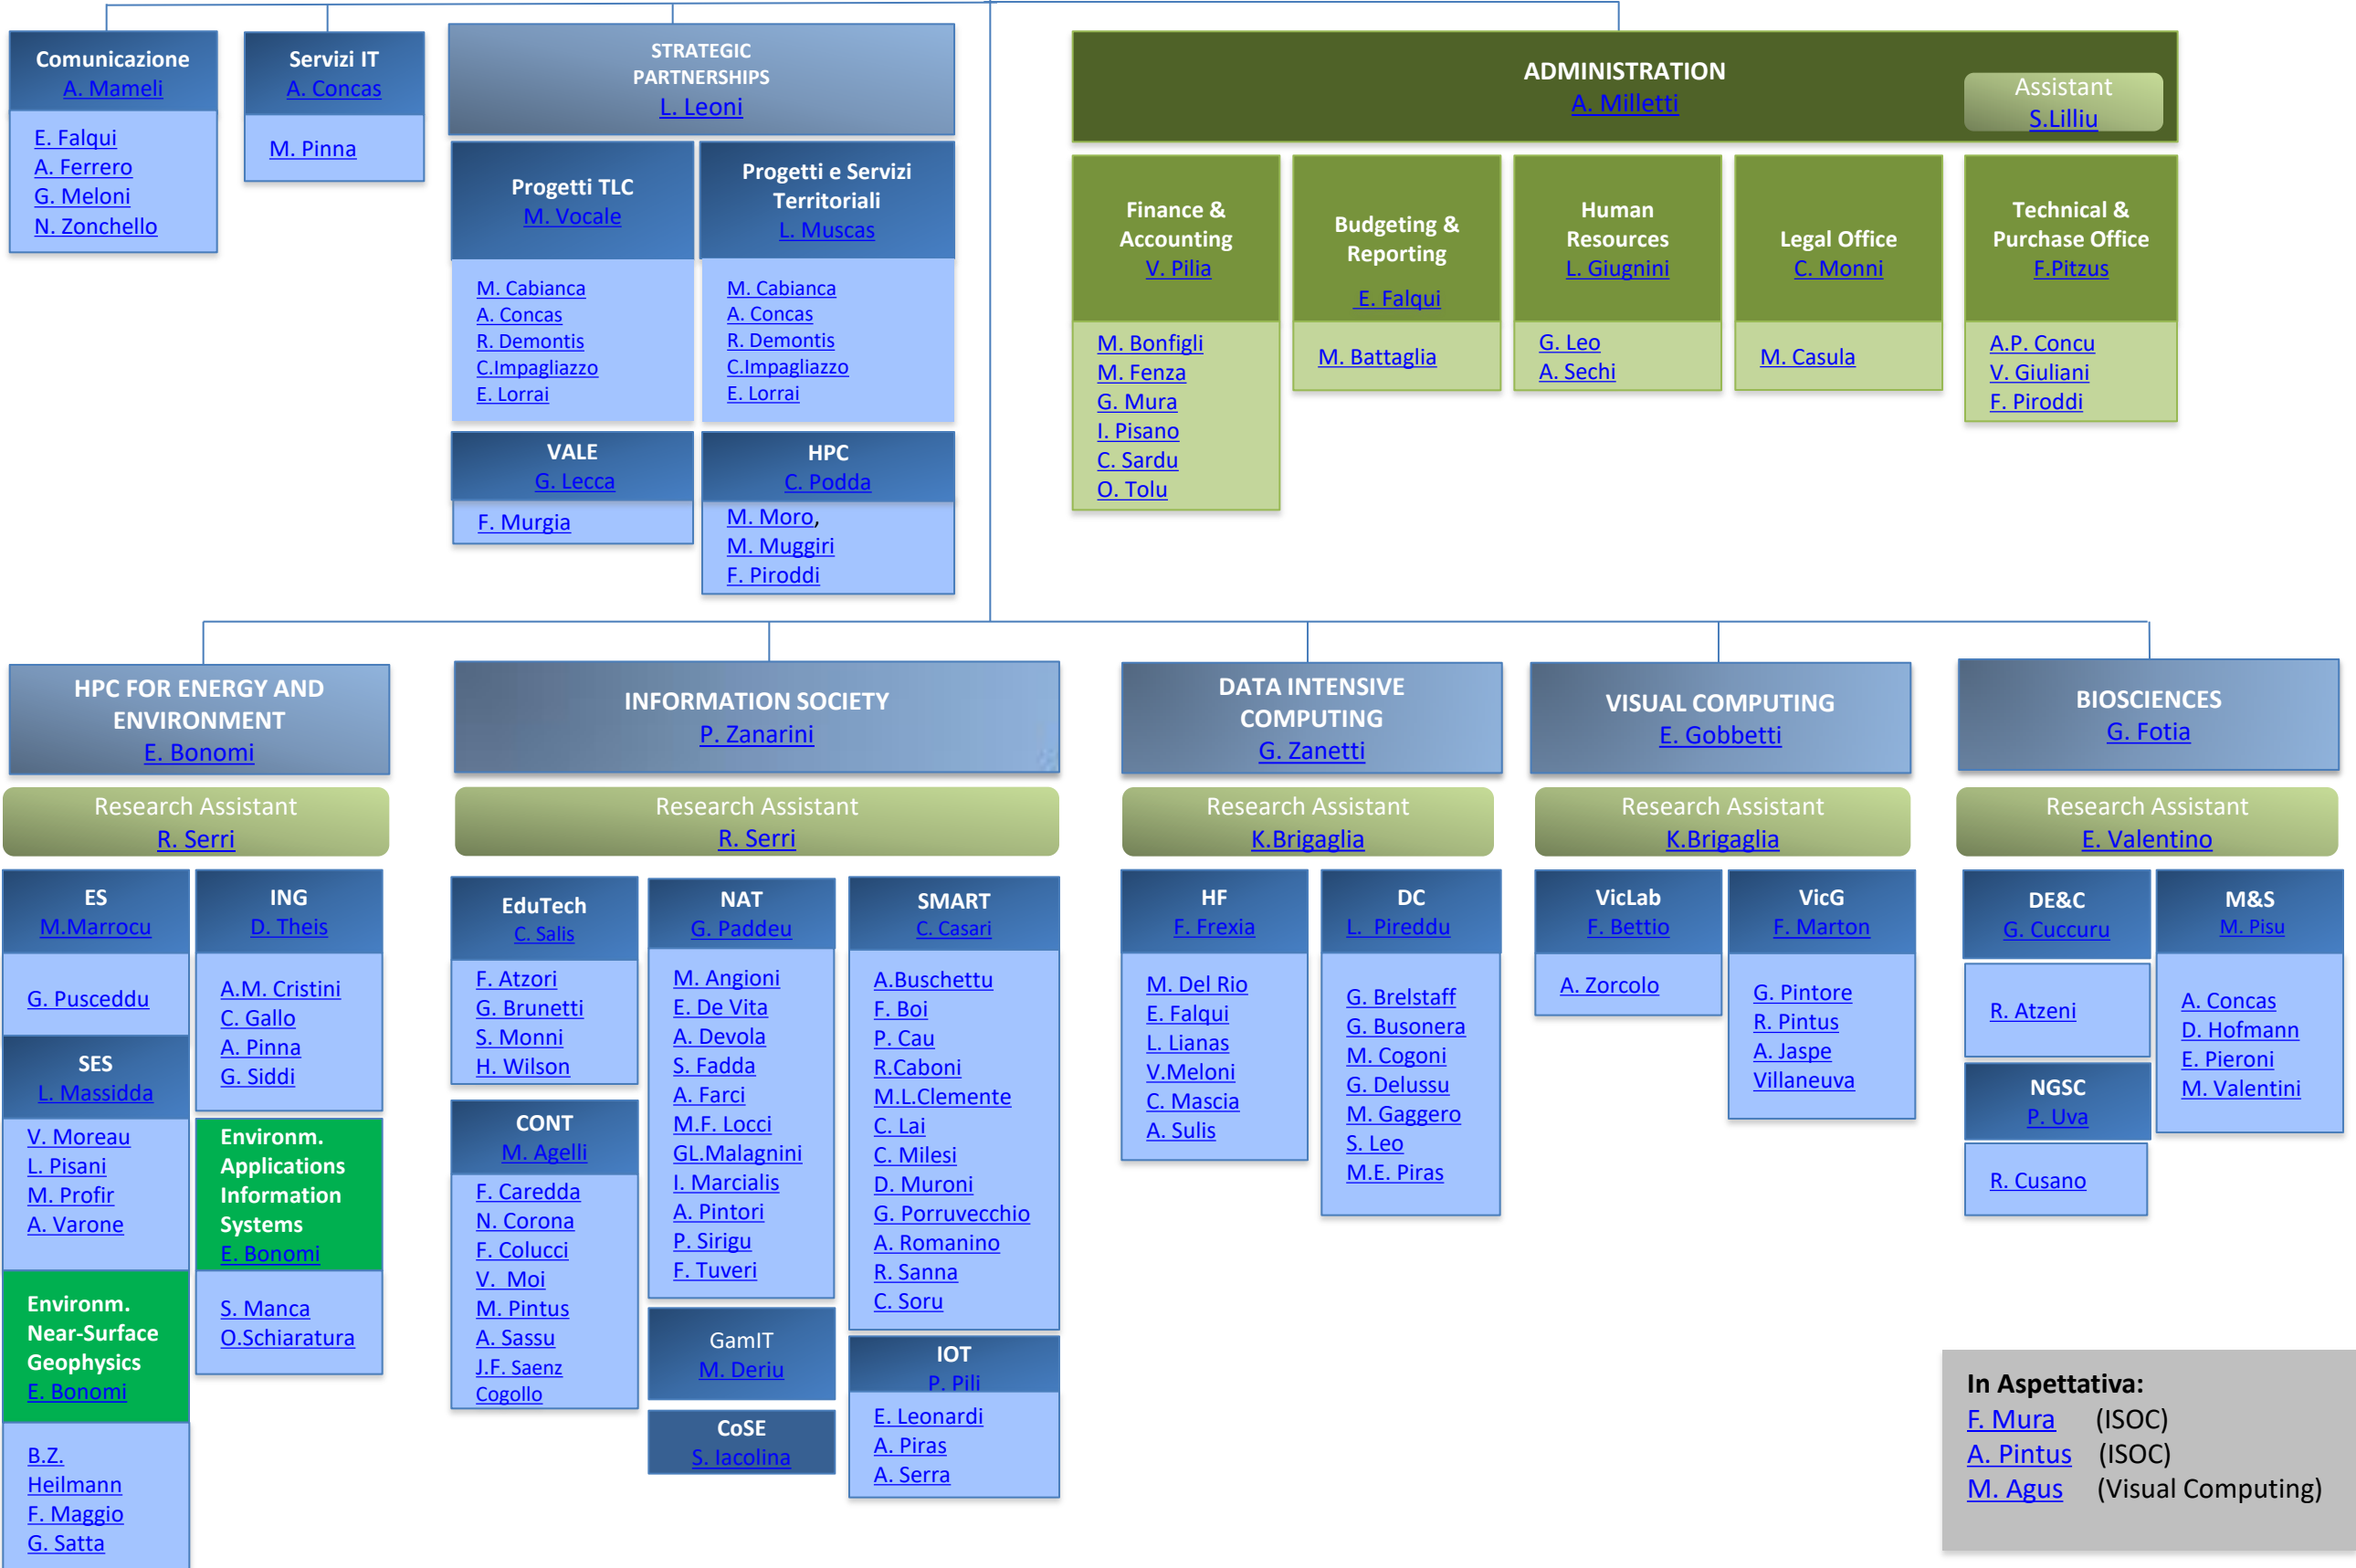 Comunicazione
A. Mameli
E. Falqui
A. Ferrero
G. Meloni
N. Zonchello
Servizi IT
A. Concas
M. Pinna
STRATEGIC
PARTNERSHIPS
L. Leoni
Progetti TLC
M. Vocale
M. Cabianca
A. Concas
R. Demontis
C.Impagliazzo
E. Lorrai
Progetti e Servizi
Territoriali
L. Muscas
M. Cabianca
A. Concas
R. Demontis
C.Impagliazzo
E. Lorrai
VALE
G. Lecca
F. Murgia
HPC
C. Podda
M. Moro,
M. Muggiri
F. Piroddi
ADMINISTRATION
A. Milletti
Assistant
S.Lilliu
Finance &
Accounting
V. Pilia
M. Bonfigli
M. Fenza
G. Mura
I. Pisano
C. Sardu
O. Tolu
Budgeting &
Reporting
E. Falqui
M. Battaglia
Human
Resources
L. Giugnini
G. Leo
A. Sechi
Legal Office
C. Monni
M. Casula
Technical &
Purchase Office
F.Pitzus
A.P. Concu
V. Giuliani
F. Piroddi
HPC FOR ENERGY AND
ENVIRONMENT
E. Bonomi
Research Assistant
R. Serri
ES
M.Marrocu
G. Pusceddu
SES
L. Massidda
V. Moreau
L. Pisani
M. Profir
A. Varone
Environm.
Near-Surface
Geophysics
E. Bonomi
B.Z.
Heilmann
F. Maggio
G. Satta
ING
D. Theis
A.M. Cristini
C. Gallo
A. Pinna
G. Siddi
Environm.
Applications
Information
Systems
E. Bonomi
S. Manca
O.Schiaratura
INFORMATION SOCIETY
P. Zanarini
Research Assistant
R. Serri
EduTech
C. Salis
F. Atzori
G. Brunetti
S. Monni
H. Wilson
CONT
M. Agelli
F. Caredda
N. Corona
F. Colucci
V. Moi
M. Pintus
A. Sassu
J.F. Saenz
Cogollo
NAT
G. Paddeu
M. Angioni
E. De Vita
A. Devola
S. Fadda
A. Farci
M.F. Locci
GL.Malagnini
I. Marcialis
A. Pintori
P. Sirigu
F. Tuveri
GamIT
M. Deriu
CoSE
S. Iacolina
SMART
C. Casari
A.Buschettu
F. Boi
P. Cau
R.Caboni
M.L.Clemente
C. Lai
C. Milesi
D. Muroni
G. Porruvecchio
A. Romanino
R. Sanna
C. Soru
IOT
P. Pili
E. Leonardi
A. Piras
A. Serra
DATA INTENSIVE
COMPUTING
G. Zanetti
Research Assistant
K.Brigaglia
HF
F. Frexia
M. Del Rio
E. Falqui
L. Lianas
V.Meloni
C. Mascia
A. Sulis
DC
L. Pireddu
G. Brelstaff
G. Busonera
M. Cogoni
G. Delussu
M. Gaggero
S. Leo
M.E. Piras
VISUAL COMPUTING
E. Gobbetti
Research Assistant
K.Brigaglia
VicLab
F. Bettio
A. Zorcolo
VicG
F. Marton
G. Pintore
R. Pintus
A. Jaspe
Villaneuva
BIOSCIENCES
G. Fotia
Research Assistant
E. Valentino
DE&C
G. Cuccuru
R. Atzeni
NGSC
P. Uva
R. Cusano
M&S
M. Pisu
A. Concas
D. Hofmann
E. Pieroni
M. Valentini
In Aspettativa:
F. Mura (ISOC)
A. Pintus (ISOC)
M. Agus (Visual Computing)